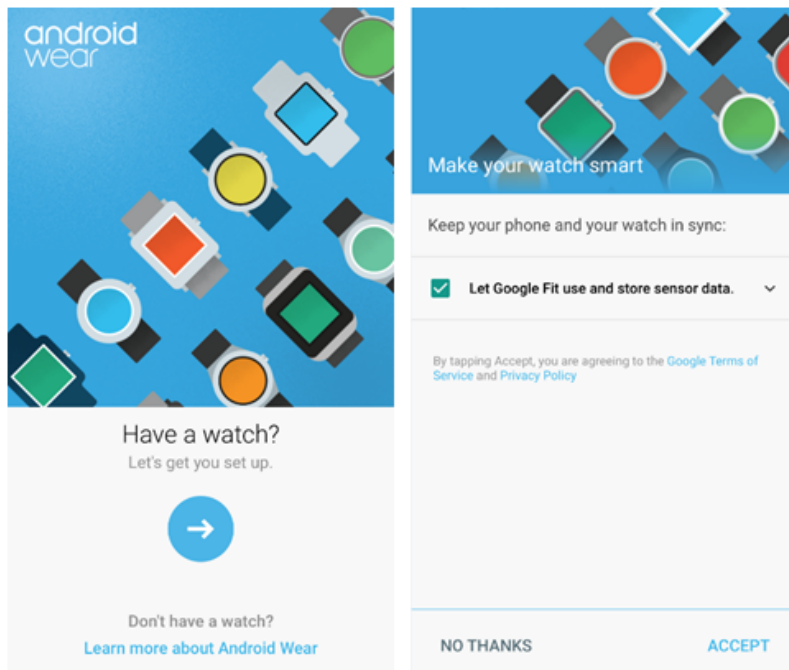 android
wear
Have a watch?
Let's get you set up.
Don't have a watch?
Learn more about Android Wear
Make your watch smart
Keep your phone and your watch in sync:
Let Google Fit use and store sensor data.
By tapping Accept, you are agreeing to the Google Terms of
Service and Privacy Policy
NO THANKS
ACCEPT